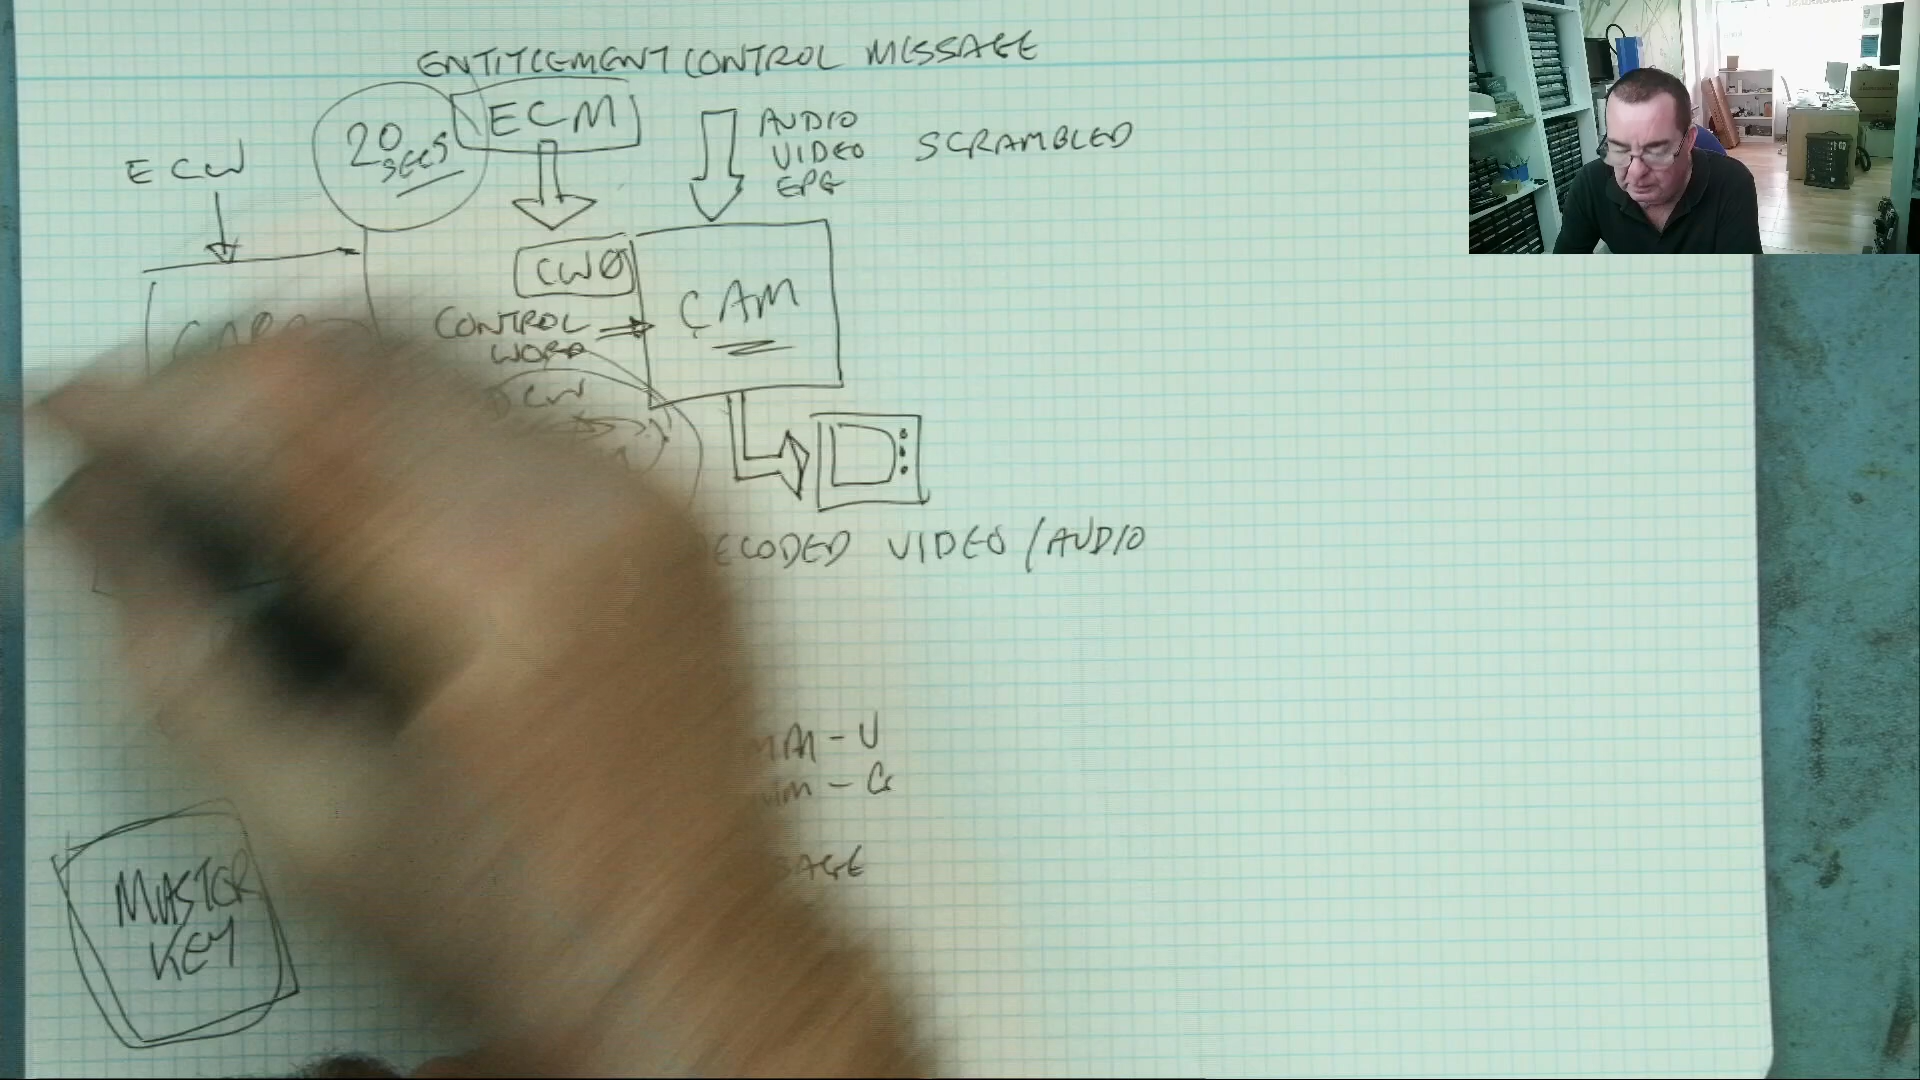 ENTITLEMENT CONTROL MESSAGE
20 SECS
ECM
AUDIO
VIDEO
EPG
SCRAMBLED
ECW
CW0
CAM
CONTROL
WORD
CW
DECODED VIDEO / AUDIO
- U
- G
MASTER
KEY